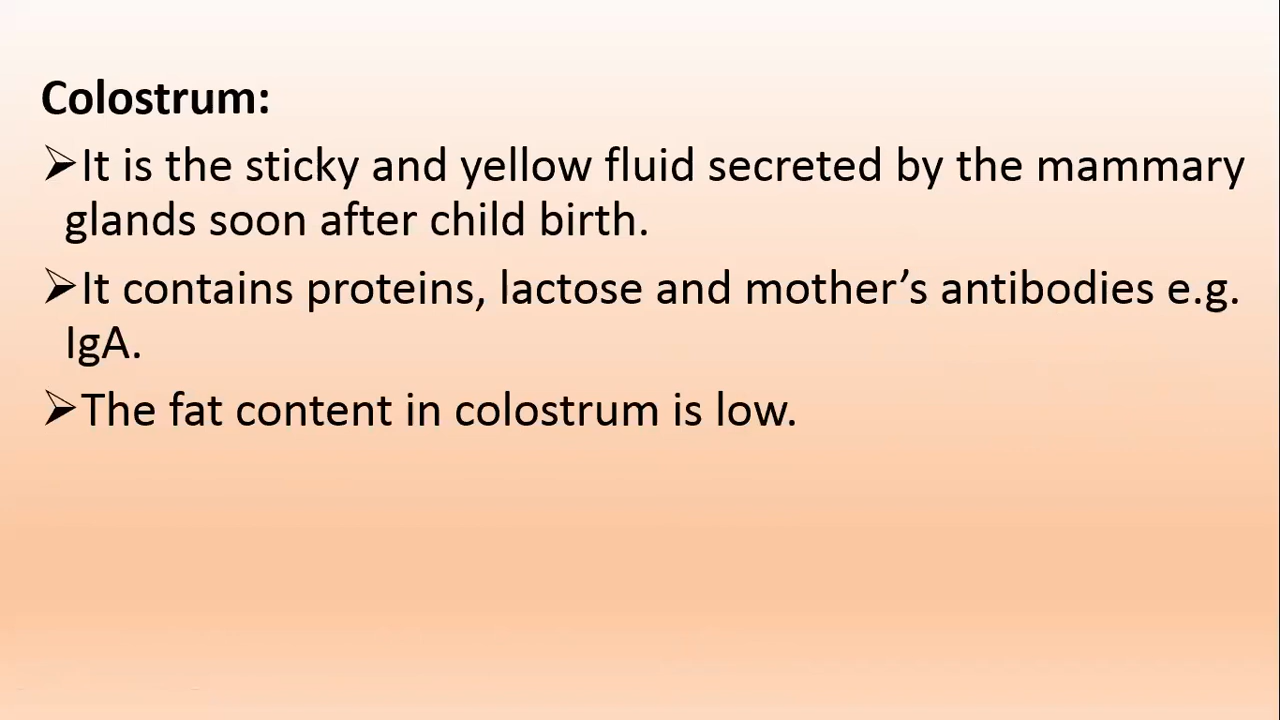 Colostrum:
➢It is the sticky and yellow fluid secreted by the mammary
glands soon after child birth.
➢It contains proteins, lactose and mother’s antibodies e.g.
IgA.
➢The fat content in colostrum is low.